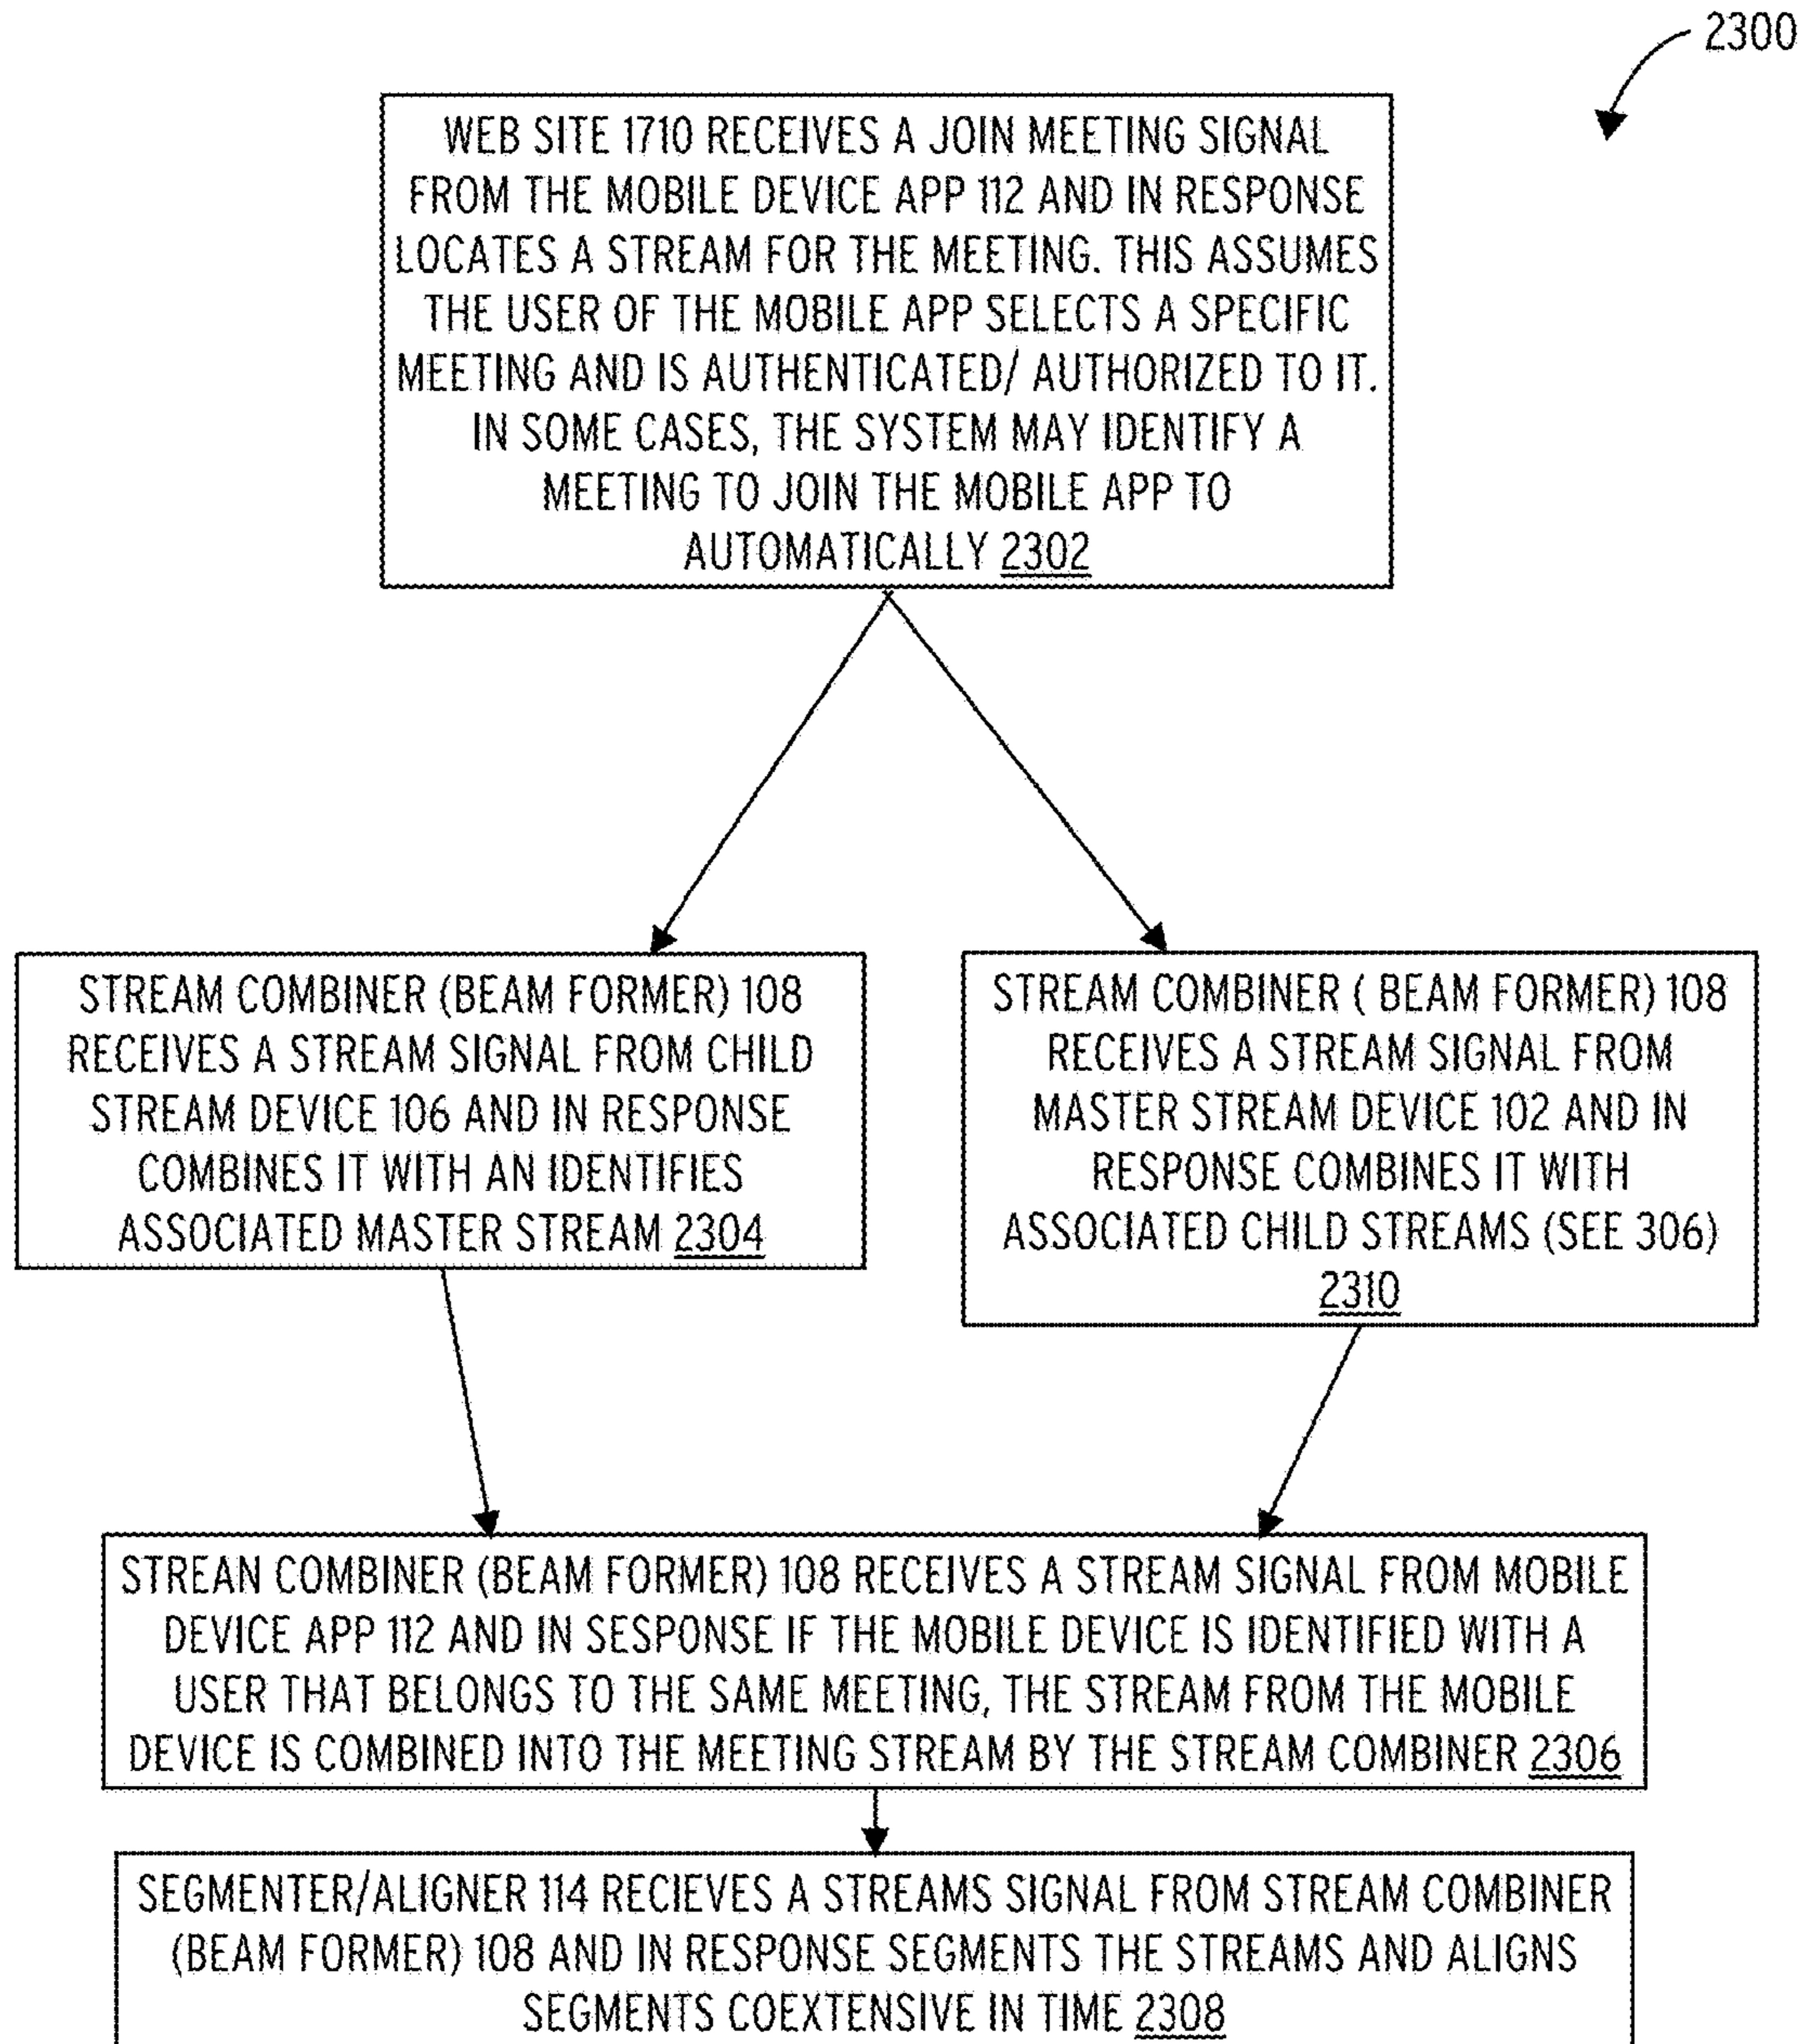 2300
WEB SITE 1710 RECEIVES A JOIN MEETING SIGNAL
FROM THE MOBILE DEVICE APP 112 AND IN RESPONSE
LOCATES A STREAM FOR THE MEETING. THIS ASSUMES
THE USER OF THE MOBILE APP SELECTS A SPECIFIC
MEETING AND IS AUTHENTICATED/ AUTHORIZED TO IT.
IN SOME CASES, THE SYSTEM MAY IDENTIFY A
MEETING TO JOIN THE MOBILE APP TO
AUTOMATICALLY 2302
STREAM COMBINER (BEAM FORMER) 108
RECEIVES A STREAM SIGNAL FROM CHILD
STREAM DEVICE 106 AND IN RESPONSE
COMBINES IT WITH AN IDENTIFIES
ASSOCIATED MASTER STREAM 2304
STREAM COMBINER ( BEAM FORMER) 108
RECEIVES A STREAM SIGNAL FROM
MASTER STREAM DEVICE 102 AND IN
RESPONSE COMBINES IT WITH
ASSOCIATED CHILD STREAMS (SEE 306)
2310
STREAN COMBINER (BEAM FORMER) 108 RECEIVES A STREAM SIGNAL FROM MOBILE
DEVICE APP 112 AND IN SESPONSE IF THE MOBILE DEVICE IS IDENTIFIED WITH A
USER THAT BELONGS TO THE SAME MEETING, THE STREAM FROM THE MOBILE
DEVICE IS COMBINED INTO THE MEETING STREAM BY THE STREAM COMBINER 2306
SEGMENTER/ALIGNER 114 RECIEVES A STREAMS SIGNAL FROM STREAM COMBINER
(BEAM FORMER) 108 AND IN RESPONSE SEGMENTS THE STREAMS AND ALIGNS
SEGMENTS COEXTENSIVE IN TIME 2308